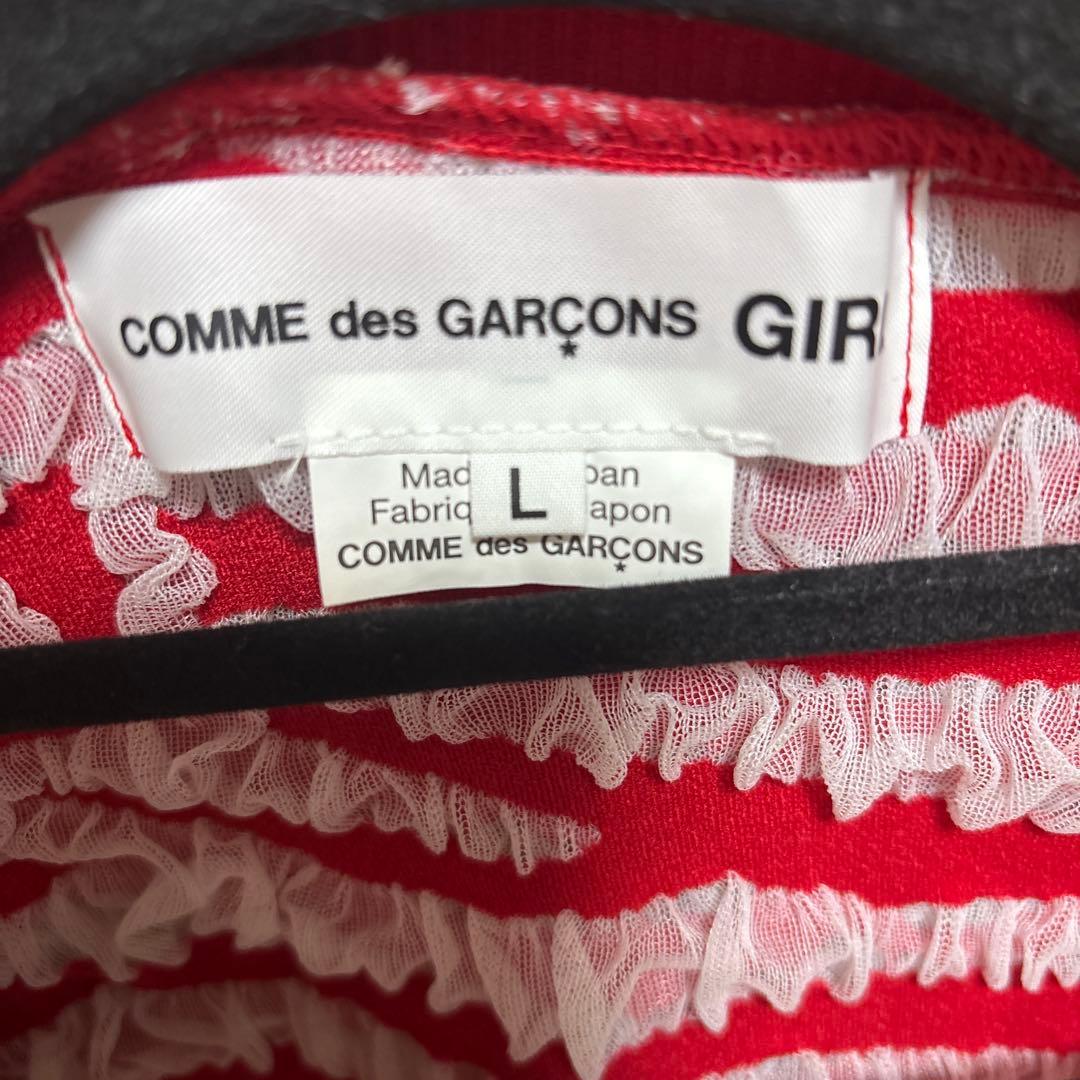 COMME des GARÇONS GIR
Mad L pan
Fabriq apon
COMME des GARÇONS